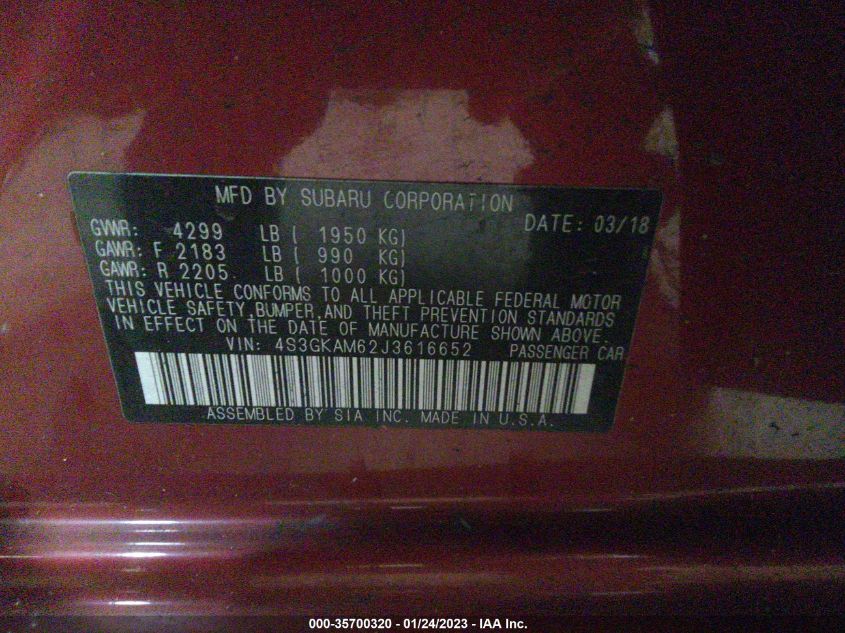 MFD BY SUBARU CORPORATION
DATE: 03/18
GVWR: 4299 LB ( 1950 KG)
GAWR: F 2183 LB ( 990 KG)
GAWR: R 2205 LB ( 1000 KG)
THIS VEHICLE CONFORMS TO ALL APPLICABLE FEDERAL MOTOR
VEHICLE SAFETY, BUMPER, AND THEFT PREVENTION STANDARDS
IN EFFECT ON THE DATE OF MANUFACTURE SHOWN ABOVE.
VIN: 4S3GKAM62J3616652 PASSENGER CAR
ASSEMBLED BY SIA INC. MADE IN U.S.A.
000-35700320 - 01/24/2023 - IAA Inc.